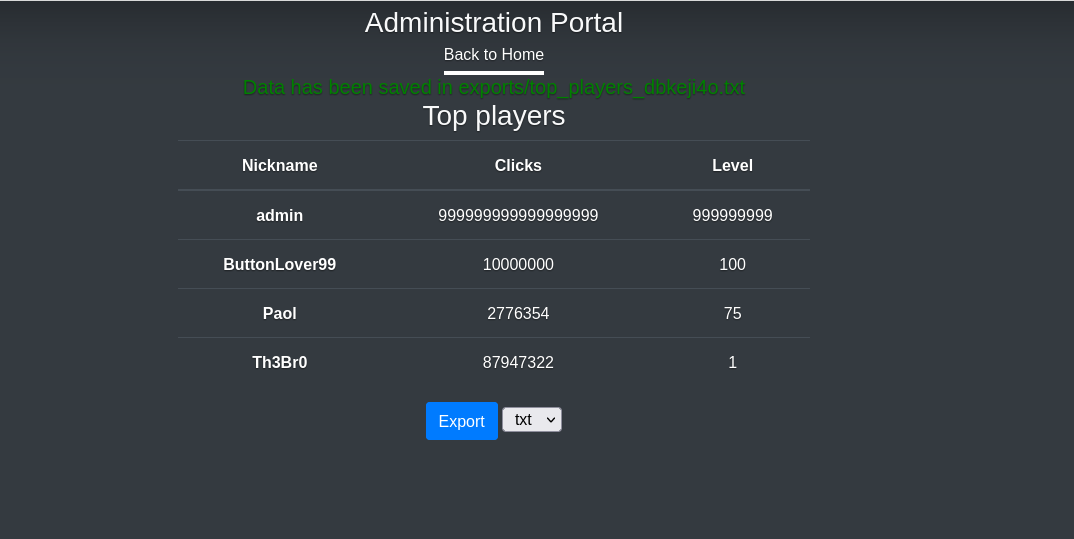 Administration Portal
Back to Home
Data has been saved in exports/top_players_dbkeji4o.txt
Top players
Nickname Clicks Level
admin 999999999999999999 999999999
ButtonLover99 10000000 100
Paol 2776354 75
Th3Br0 87947322 1
Export txt